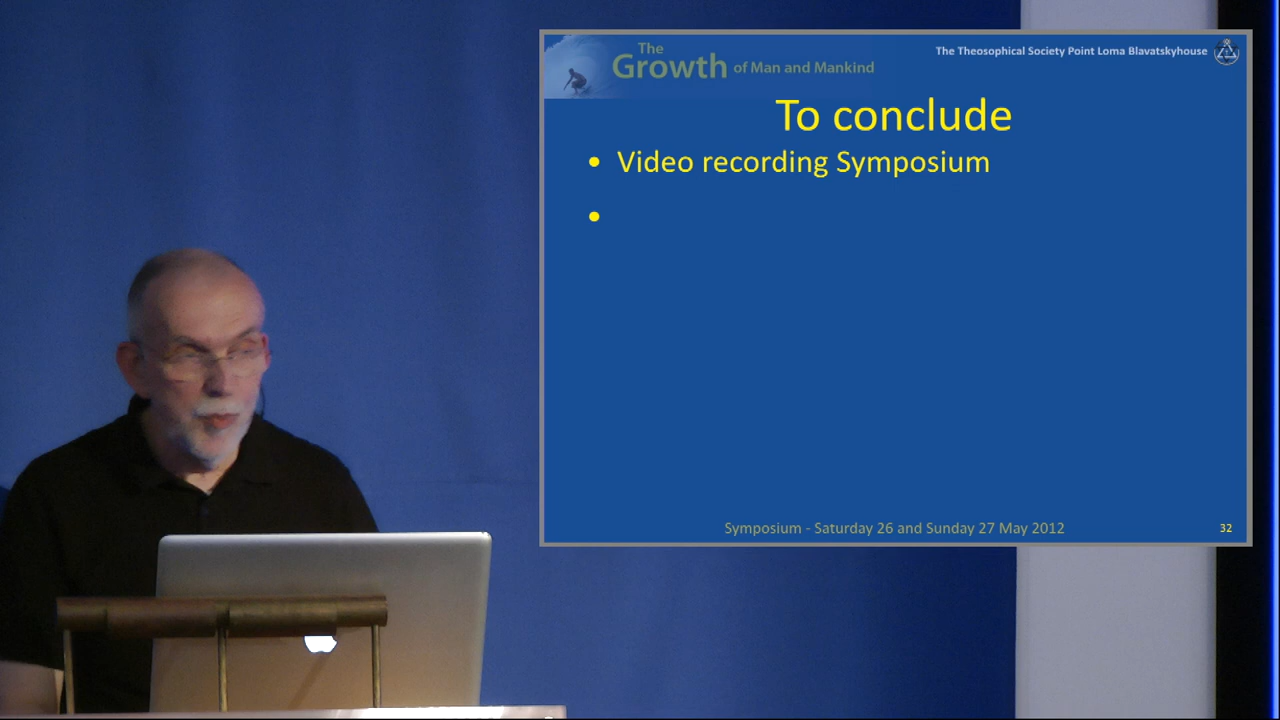 The
Growth of Man and Mankind
The Theosophical Society Point Loma Blavatskyhouse
To conclude
• Video recording Symposium
•
Symposium - Saturday 26 and Sunday 27 May 2012
32